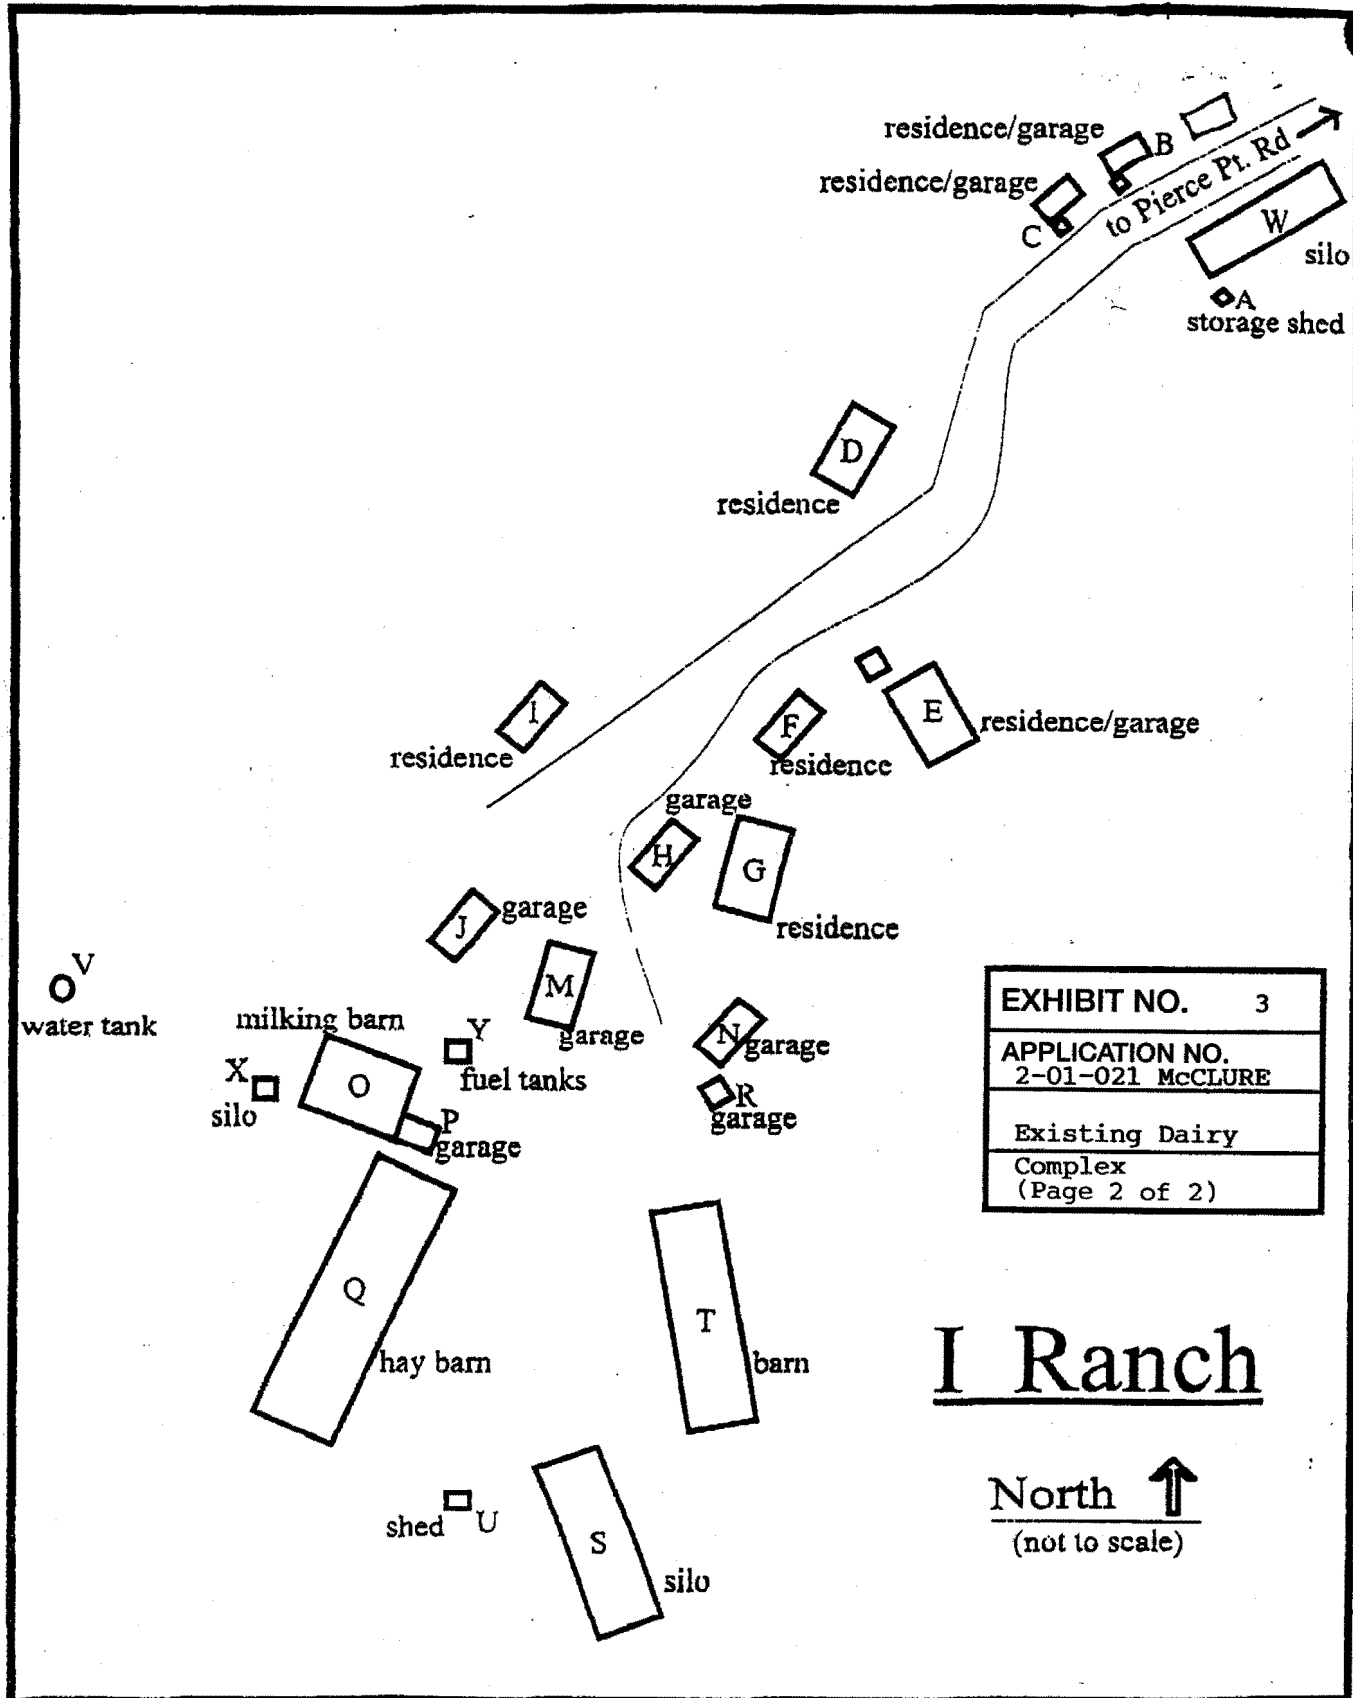 residence/garage
B
residence/garage
C
to Pierce Pt. Rd
W
silo
A
storage shed
D
residence
I
residence
F
residence
E
residence/garage
garage
H
G
residence
J
garage
M
garage
V
water tank
milking barn
O
X
silo
Y
fuel tanks
P
garage
N
garage
R
garage
Q
hay barn
T
barn
shed
U
S
silo
EXHIBIT NO. 3
APPLICATION NO.
2-01-021 McCLURE
Existing Dairy
Complex
(Page 2 of 2)
I Ranch
North
(not to scale)